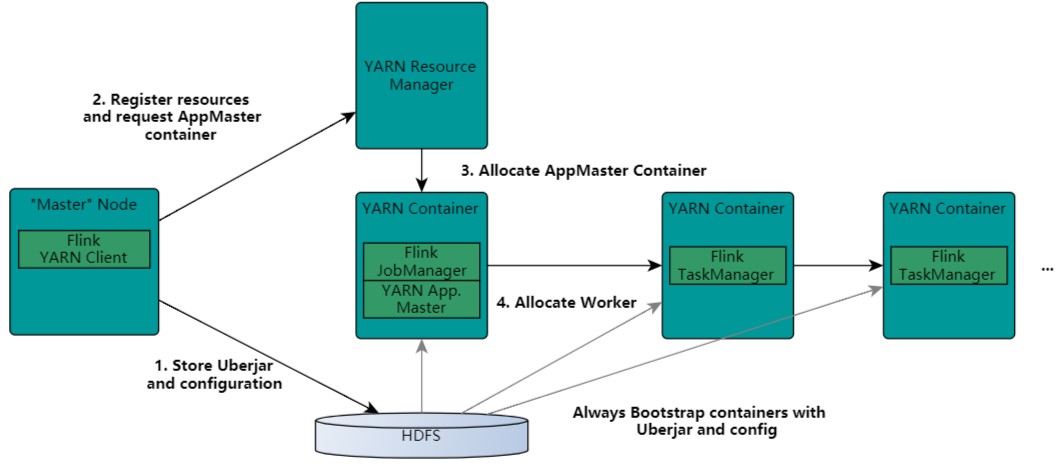 YARN Resource
Manager
2. Register resources
and request AppMaster
container
3. Allocate AppMaster Container
"Master" Node
Flink
YARN Client
YARN Container
Flink
JobManager
YARN App.
Master
4. Allocate Worker
YARN Container
Flink
TaskManager
YARN Container
Flink
TaskManager
...
1. Store Uberjar
and configuration
HDFS
Always Bootstrap containers with
Uberjar and config